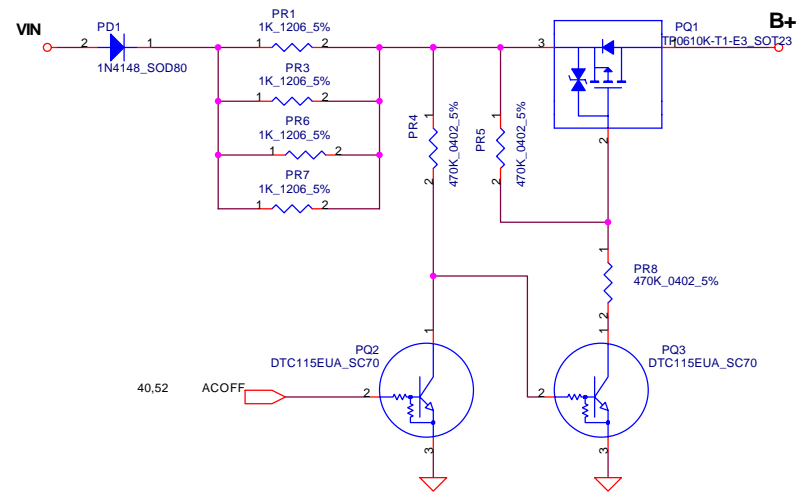 VIN
PD1
2
1
1N4148_SOD80
PR1
1K_1206_5%
1
2
PR3
1K_1206_5%
1
2
PR6
1K_1206_5%
1
2
PR7
1K_1206_5%
1
2
PR4
470K_0402_5%
1
2
PR5
470K_0402_5%
1
2
PQ1
TP0610K-T1-E3_SOT23
3
1
2
B+
PR8
470K_0402_5%
1
2
PQ2
DTC115EUA_SC70
1
2
3
PQ3
DTC115EUA_SC70
1
2
3
40,52
ACOFF